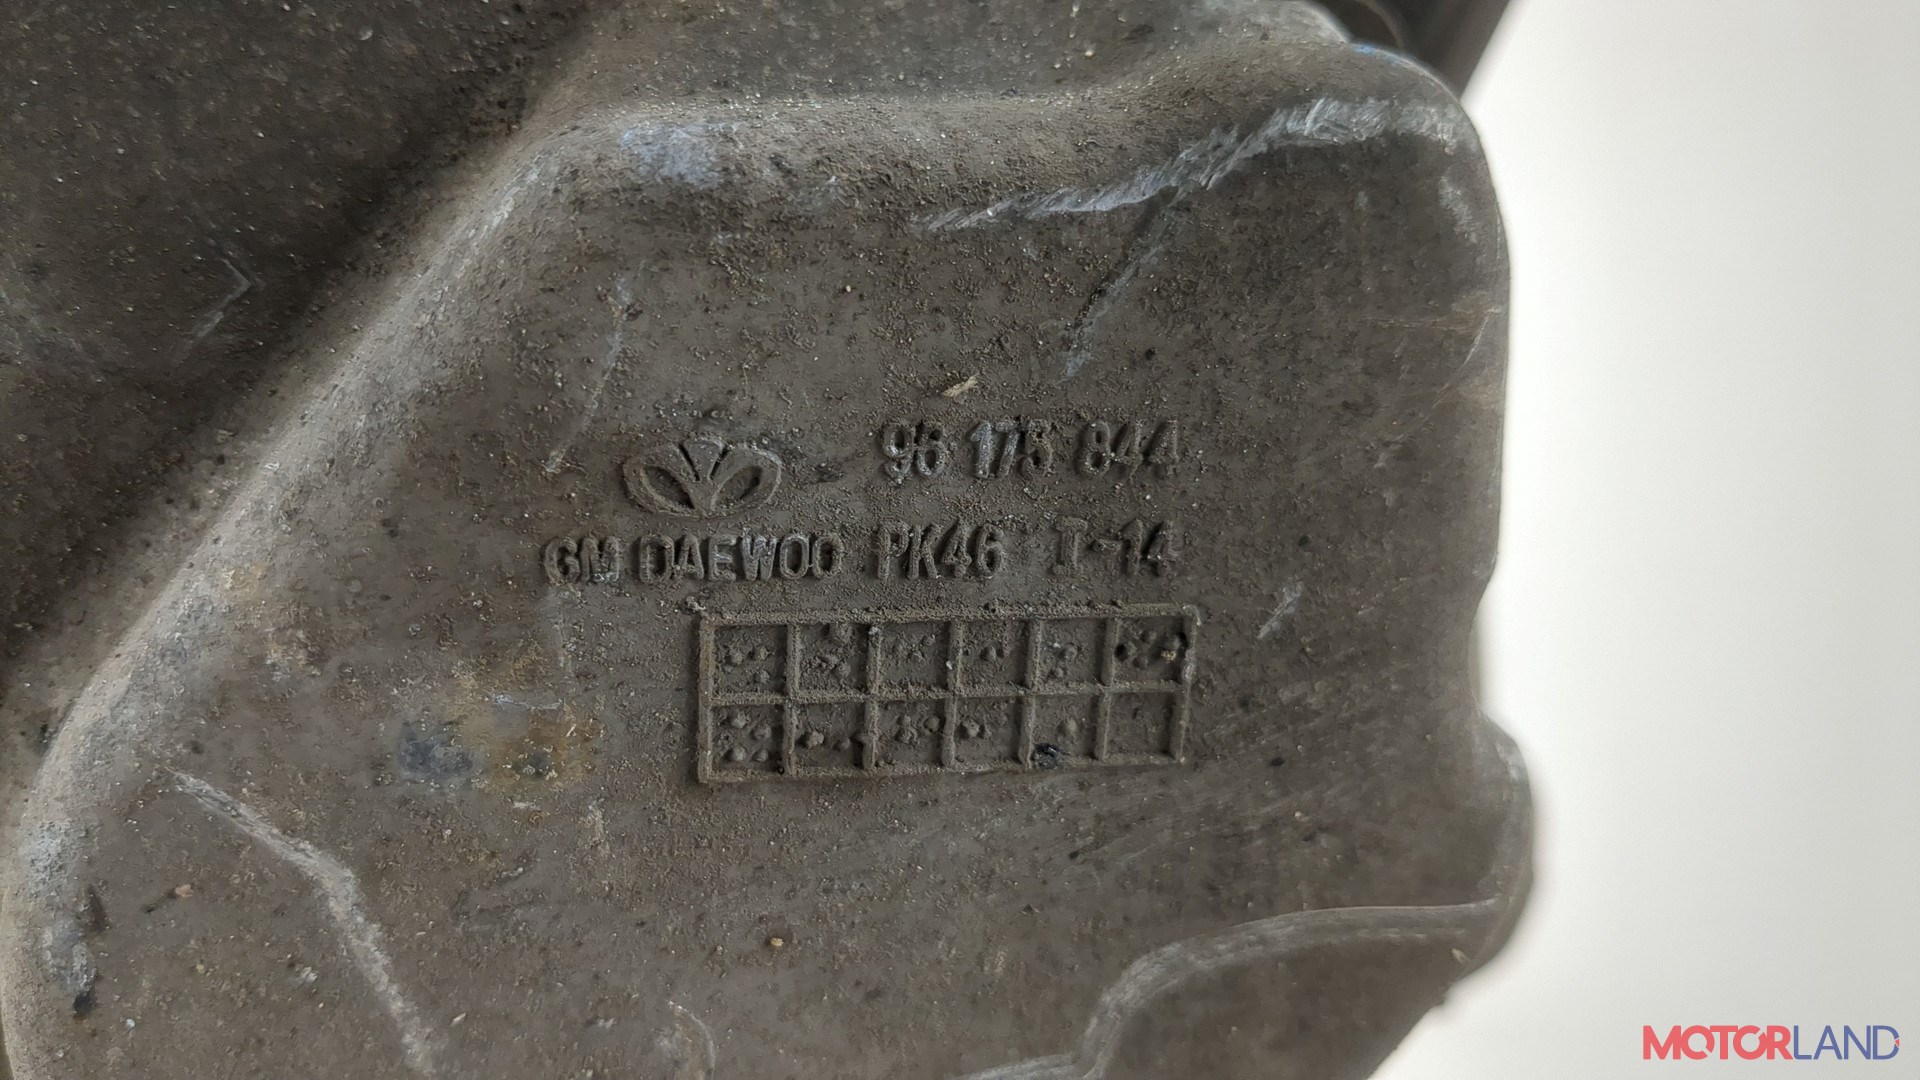 96 175 844
GM DAEWOO PK46 T-14
MOTORLAND